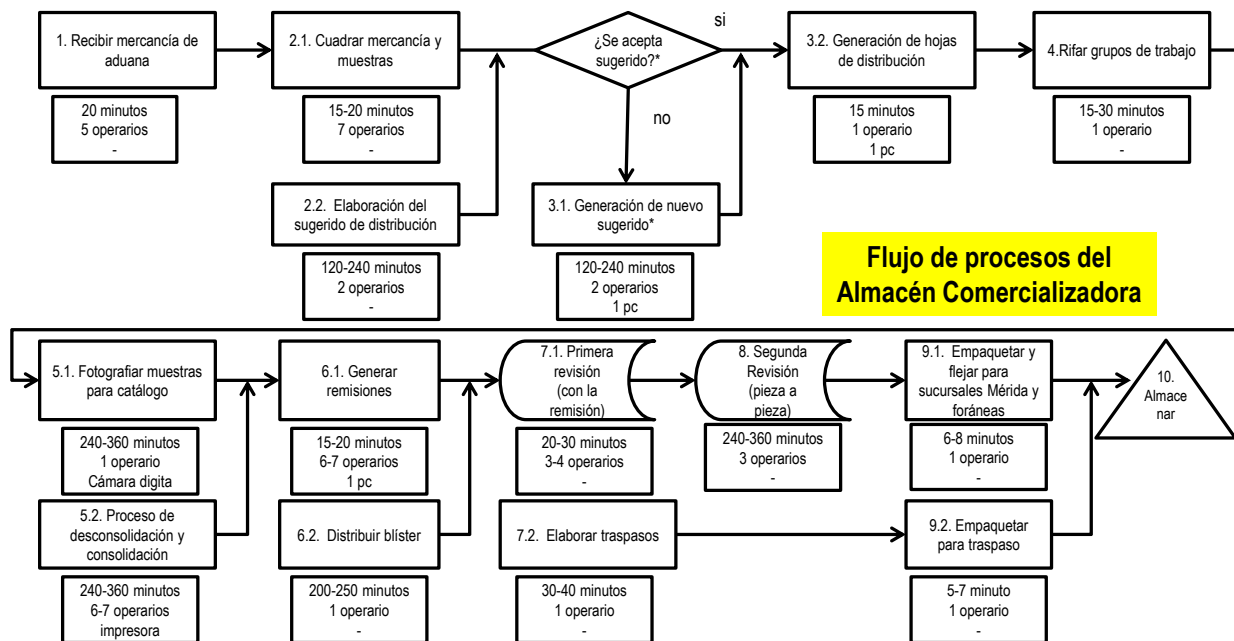 si
1. Recibir mercancía de
aduana
20 minutos
5 operarios
-
2.1. Cuadrar mercancía y
muestras
15-20 minutos
7 operarios
-
2.2. Elaboración del
sugerido de distribución
120-240 minutos
2 operarios
-
¿Se acepta
sugerido?*
no
3.1. Generación de nuevo
sugerido*
120-240 minutos
2 operarios
1 pc
3.2. Generación de hojas
de distribución
15 minutos
1 operario
1 pc
4.Rifar grupos de trabajo
15-30 minutos
1 operario
-
Flujo de procesos del
Almacén Comercializadora
5.1. Fotografiar muestras
para catálogo
240-360 minutos
1 operario
Cámara digita
5.2. Proceso de
desconsolidación y
consolidación
240-360 minutos
6-7 operarios
impresora
6.1. Generar
remisiones
15-20 minutos
6-7 operarios
1 pc
6.2. Distribuir blíster
200-250 minutos
1 operario
-
7.1. Primera
revisión
(con la
remisión)
20-30 minutos
3-4 operarios
-
7.2. Elaborar traspasos
30-40 minutos
1 operario
-
8. Segunda
Revisión
(pieza a
pieza)
240-360 minutos
3 operarios
-
9.1. Empaquetar y
flejar para
sucursales Mérida y
foráneas
6-8 minutos
1 operario
-
9.2. Empaquetar
para traspaso
5-7 minuto
1 operario
-
10.
Almace
nar